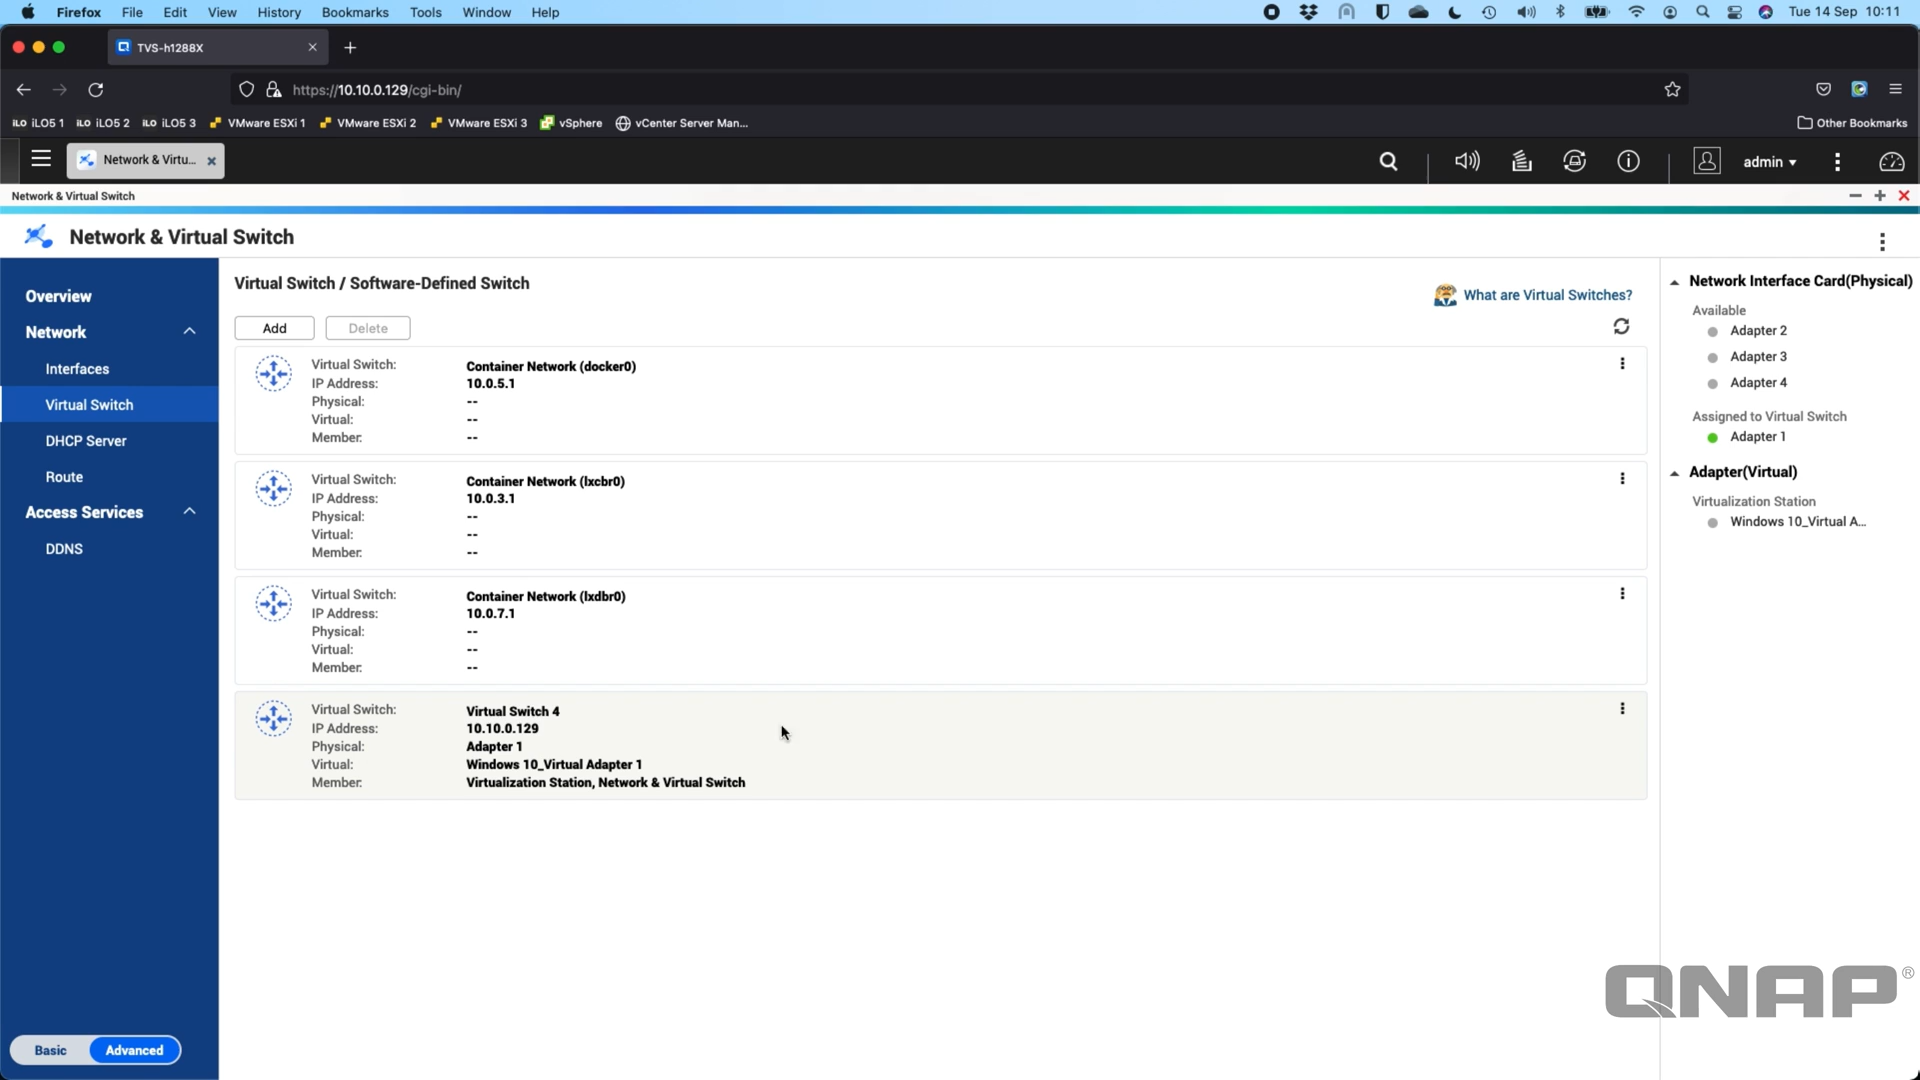 Firefox File Edit View History Bookmarks Tools Window Help Tue 14 Sep 10:11
TVS-h1288X
https://10.10.0.129/cgi-bin/
iLO iLO5 1 iLO iLO5 2 iLO iLO5 3 VMware ESXi 1 VMware ESXi 2 VMware ESXi 3 vSphere vCenter Server Man... Other Bookmarks
Network & Virtu... admin
Network & Virtual Switch
Network & Virtual Switch
Overview
Network
Interfaces
Virtual Switch
DHCP Server
Route
Access Services
DDNS
Basic Advanced
Virtual Switch / Software-Defined Switch
What are Virtual Switches?
Add Delete
Virtual Switch: Container Network (docker0)
IP Address: 10.0.5.1
Physical: --
Virtual: --
Member: --
Virtual Switch: Container Network (lxcbr0)
IP Address: 10.0.3.1
Physical: --
Virtual: --
Member: --
Virtual Switch: Container Network (lxdbr0)
IP Address: 10.0.7.1
Physical: --
Virtual: --
Member: --
Virtual Switch: Virtual Switch 4
IP Address: 10.10.0.129
Physical: Adapter 1
Virtual: Windows 10_Virtual Adapter 1
Member: Virtualization Station, Network & Virtual Switch
Network Interface Card(Physical)
Available
Adapter 2
Adapter 3
Adapter 4
Assigned to Virtual Switch
Adapter 1
Adapter(Virtual)
Virtualization Station
Windows 10_Virtual A...
QNAP®